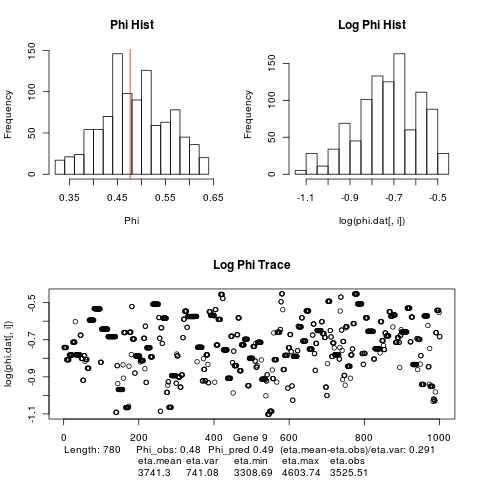 Phi Hist
Log Phi Hist
Frequency
0 50 100 150
0.35 0.45 0.55 0.65
Phi
Frequency
0 50 100 150
-1.1 -0.9 -0.7 -0.5
log(phi.dat[, i])
Log Phi Trace
log(phi.dat[, i])
-1.1 -0.9 -0.7 -0.5
0 200 400 600 800 1000
Gene 9
Length: 780 Phi_obs: 0.48 Phi_pred 0.49 (eta.mean-eta.obs)/eta.var: 0.291
eta.mean eta.var eta.min eta.max eta.obs
3741.3 741.08 3308.69 4603.74 3525.51